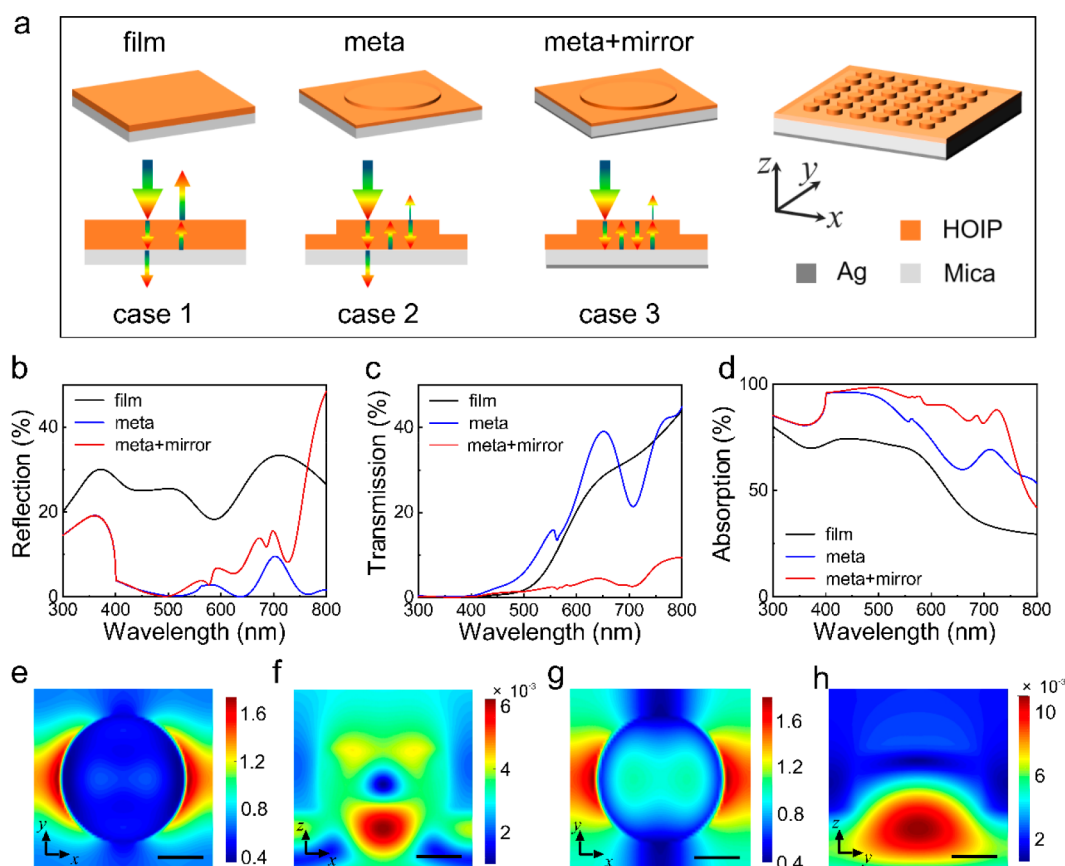 a
film
meta
meta+mirror
case 1
case 2
case 3
z
y
x
HOIP
Ag
Mica
b
Reflection (%)
40
20
0
film
meta
meta+mirror
300 400 500 600 700 800
Wavelength (nm)
c
Transmission (%)
40
20
0
film
meta
meta+mirror
300 400 500 600 700 800
Wavelength (nm)
d
Absorption (%)
100
50
0
film
meta
meta+mirror
300 400 500 600 700 800
Wavelength (nm)
e
y
x
1.6
1.2
0.8
0.4
f
z
x
× 10⁻³
6
4
2
g
y
x
1.6
1.2
0.8
0.4
h
z
y
× 10⁻³
10
6
2